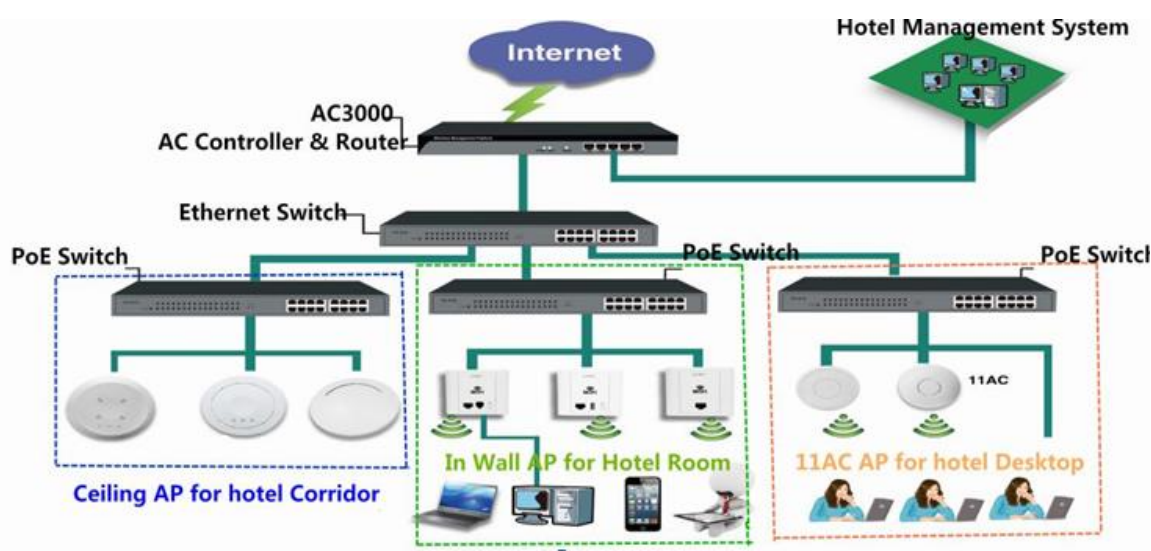 Internet
Hotel Management System
AC3000
AC Controller & Router
Ethernet Switch
PoE Switch
PoE Switch
PoE Switch
11AC
In Wall AP for Hotel Room
11AC AP for hotel Desktop
Ceiling AP for hotel Corridor